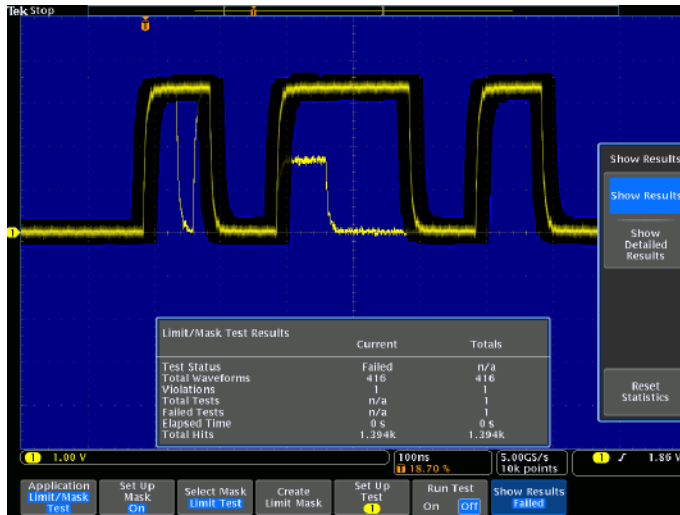 Tek Stop
T
T
Show Results
Show Results
Show
Detailed
Results
1
Limit/Mask Test Results
Current Totals
Test Status Failed n/a
Total Waveforms 416 416
Violations 1 1
Total Tests n/a 1
Failed Tests n/a 1
Elapsed Time 0 s 0 s
Total Hits 1.394k 1.394k
Reset
Statistics
1 1.00 V 100ns 5.00GS/s 1 1.86 V
T 18.70 % 10k points
Application Set Up Select Mask Create Set Up Run Test Show Results
Limit/Mask Mask Limit Test Limit Mask Test On Off Failed
Test On 1